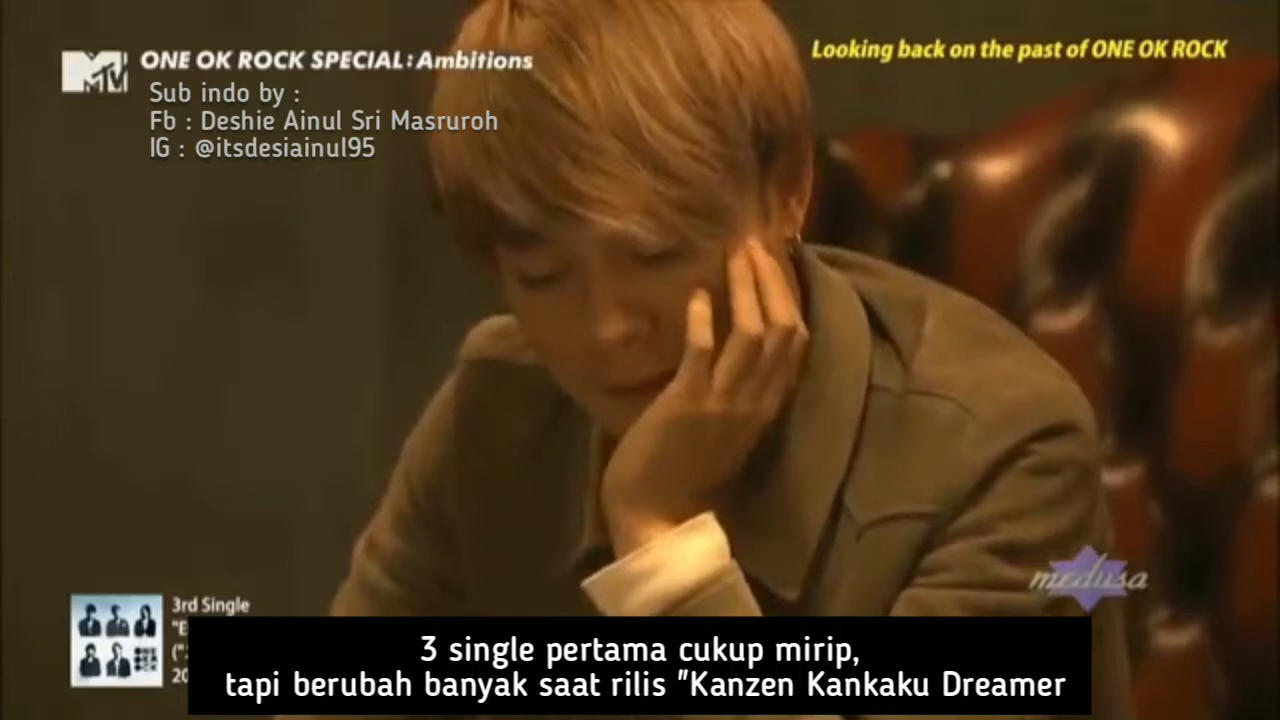 MTV
ONE OK ROCK SPECIAL: Ambitions
Looking back on the past of ONE OK ROCK
Sub indo by :
Fb : Deshie Ainul Sri Masruroh
IG : @itsdesiainul95
medusa
3rd Single
3 single pertama cukup mirip,
tapi berubah banyak saat rilis "Kanzen Kankaku Dreamer